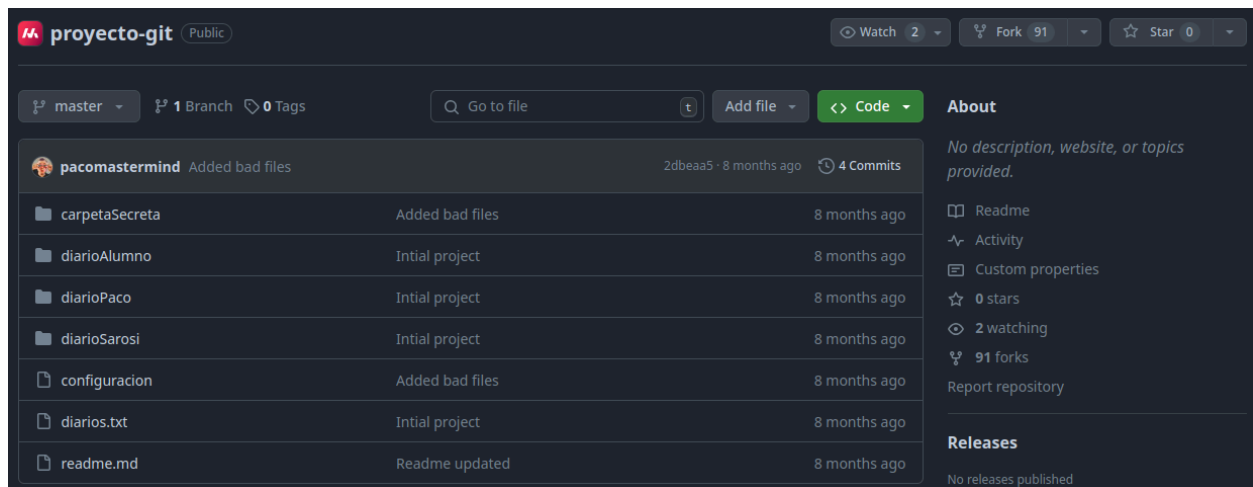 proyecto-git Public Watch 2 Fork 91 Star 0
master 1 Branch 0 Tags Go to file t Add file Code
pacomastermind Added bad files 2dbeaa5 · 8 months ago 4 Commits
carpetaSecreta Added bad files 8 months ago
diarioAlumno Intial project 8 months ago
diarioPaco Intial project 8 months ago
diarioSarosi Intial project 8 months ago
configuracion Added bad files 8 months ago
diarios.txt Intial project 8 months ago
readme.md Readme updated 8 months ago
About
No description, website, or topics
provided.
Readme
Activity
Custom properties
0 stars
2 watching
91 forks
Report repository
Releases
No releases published